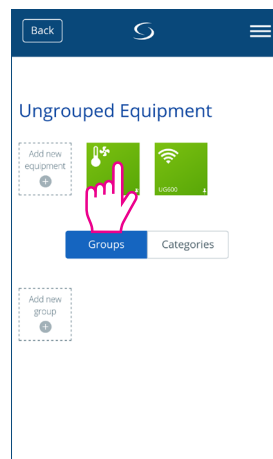 Back
Ungrouped Equipment
Add new
equipment
UG600
Groups
Categories
Add new
group